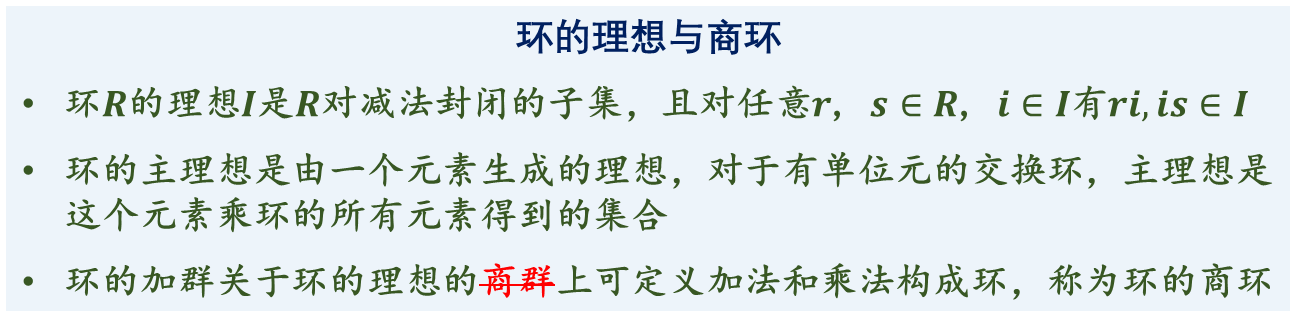 环的理想与商环
• 环R的理想I是R对减法封闭的子集，且对任意r，s ∈ R，i ∈ I有ri, is ∈ I
• 环的主理想是由一个元素生成的理想，对于有单位元的交换环，主理想是
这个元素乘环的所有元素得到的集合
• 环的加群关于环的理想的商群上可定义加法和乘法构成环，称为环的商环